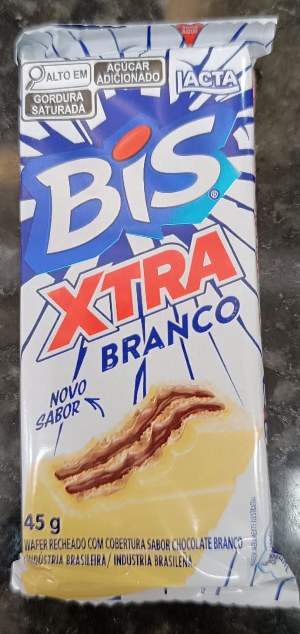 ALTO EM
AÇÚCAR
ADICIONADO
GORDURA
SATURADA
LACTA
BIS®
XTRA
BRANCO
NOVO
SABOR
45 g
WAFER RECHEADO COM COBERTURA SABOR CHOCOLATE BRANCO
INDÚSTRIA BRASILEIRA / INDUSTRIA BRASILEÑA